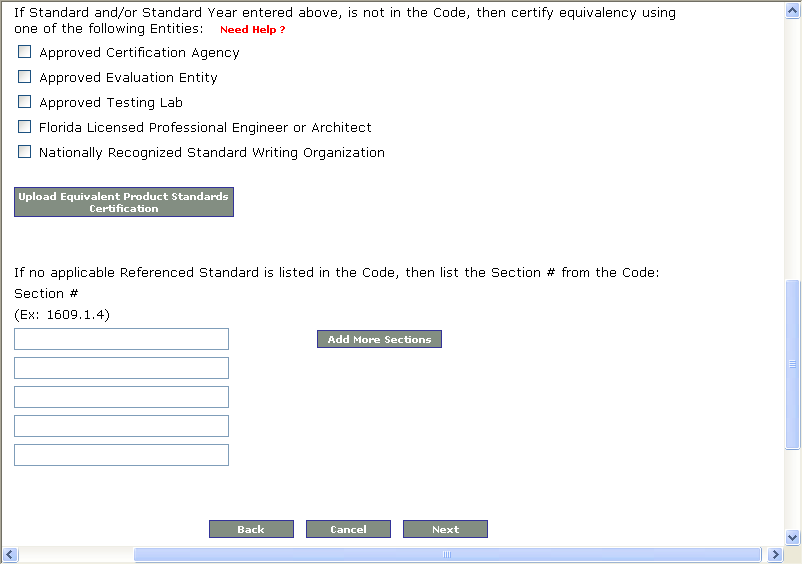 If Standard and/or Standard Year entered above, is not in the Code, then certify equivalency using
one of the following Entities: Need Help ?
Approved Certification Agency
Approved Evaluation Entity
Approved Testing Lab
Florida Licensed Professional Engineer or Architect
Nationally Recognized Standard Writing Organization
Upload Equivalent Product Standards
Certification
If no applicable Referenced Standard is listed in the Code, then list the Section # from the Code:
Section #
(Ex: 1609.1.4)
Add More Sections
Back Cancel Next